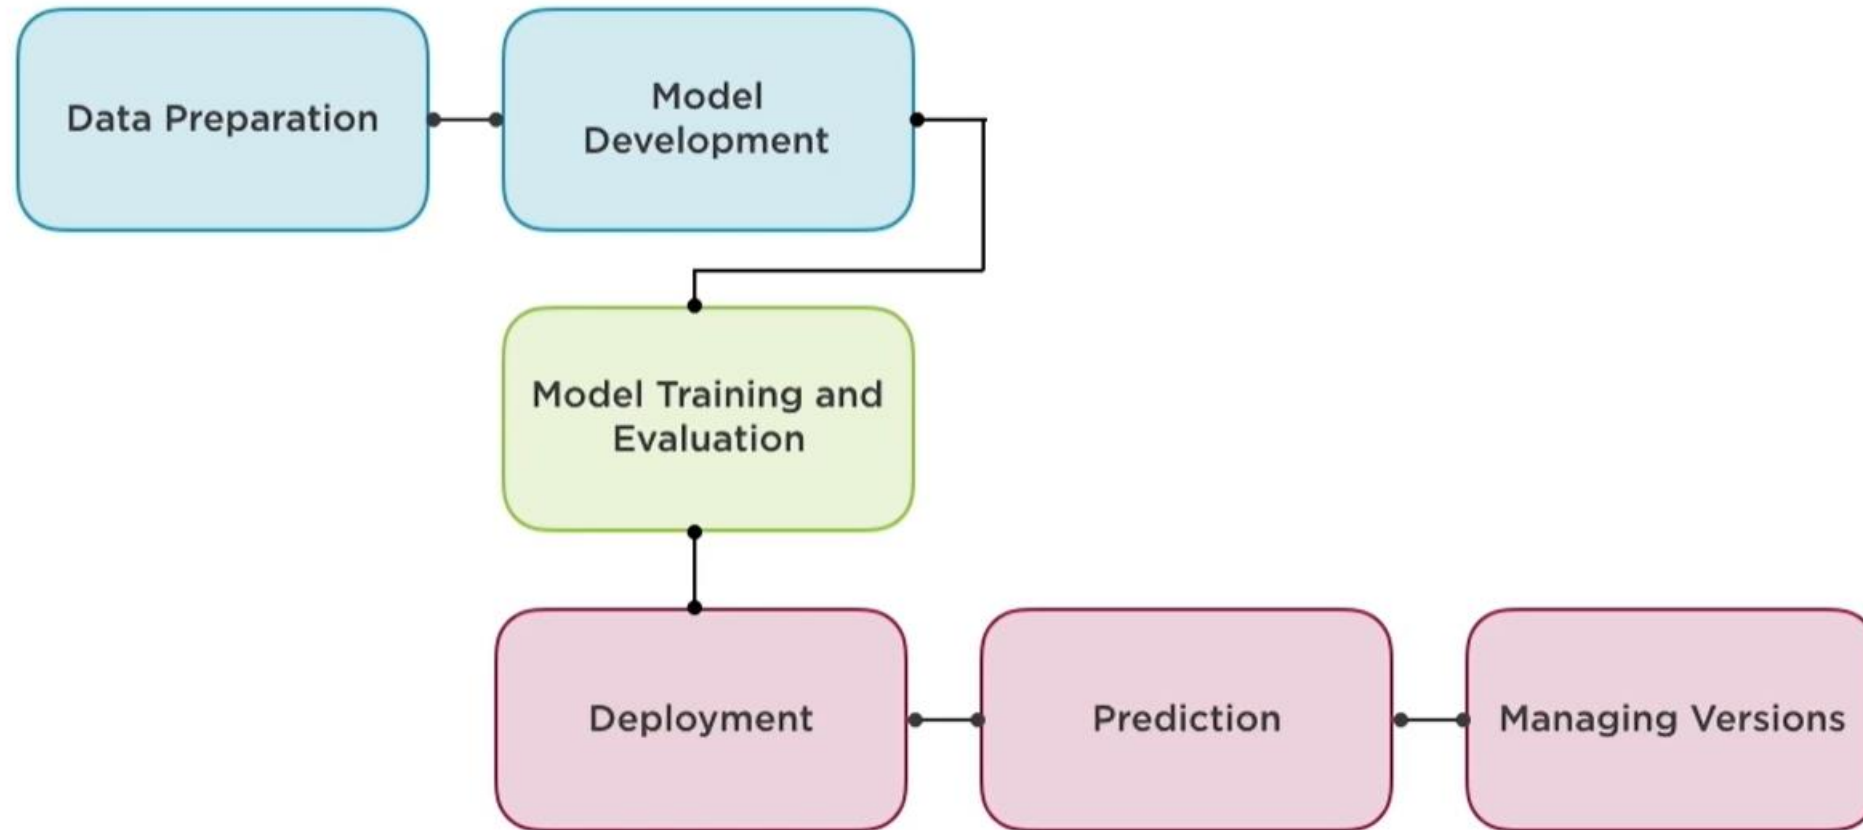 Data Preparation
Model
Development
Model Training and
Evaluation
Deployment
Prediction
Managing Versions